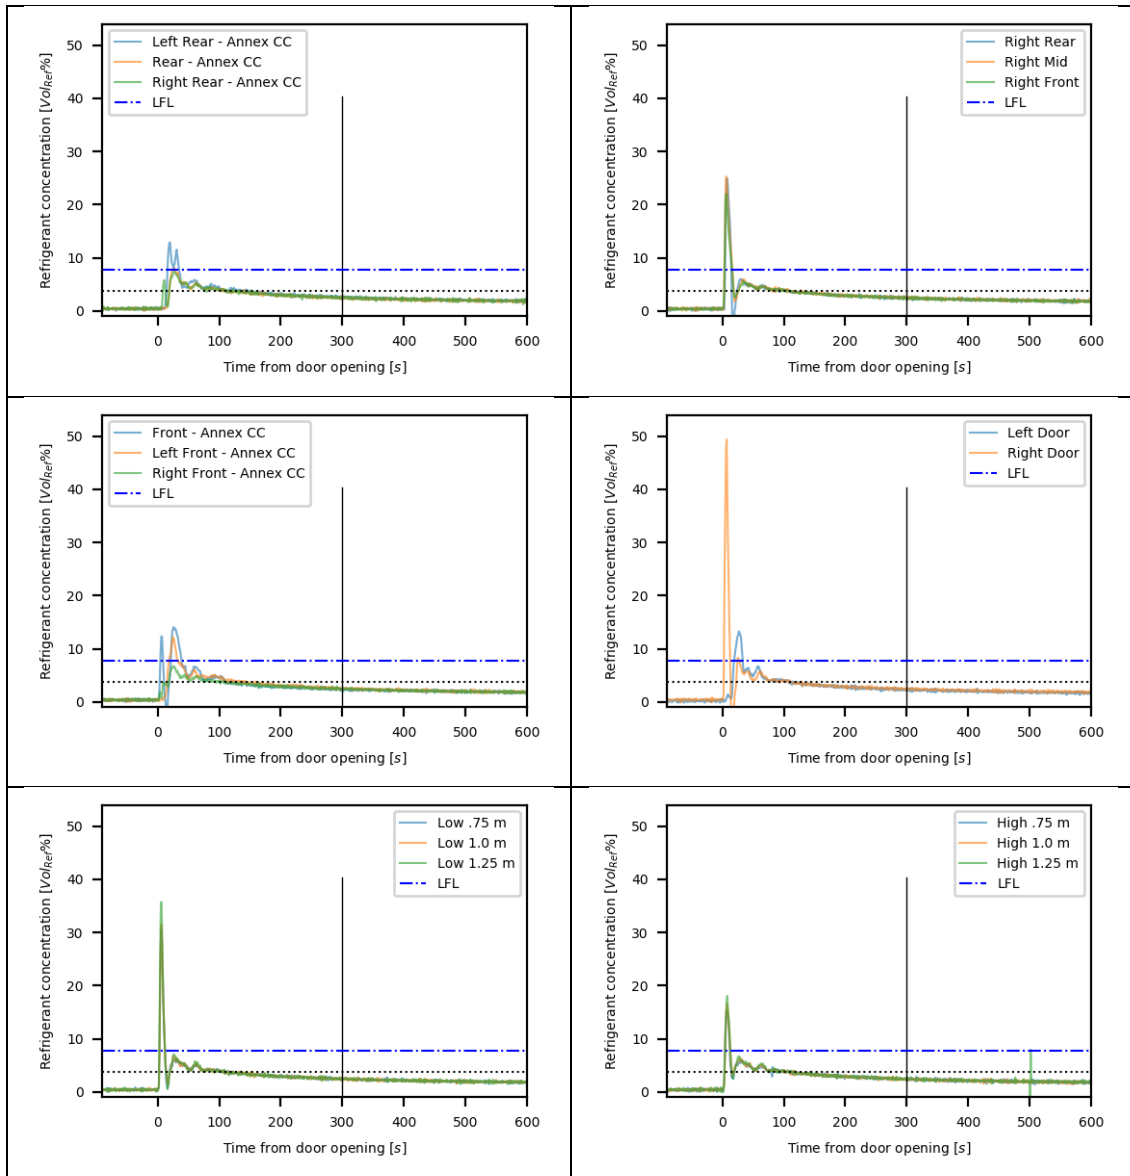 Left Rear - Annex CC
Rear - Annex CC
Right Rear - Annex CC
LFL
50
40
30
20
10
0
Refrigerant concentration [Vol_Ref%]
0 100 200 300 400 500 600
Time from door opening [s]
Right Rear
Right Mid
Right Front
LFL
50
40
30
20
10
0
Refrigerant concentration [Vol_Ref%]
0 100 200 300 400 500 600
Time from door opening [s]
Front - Annex CC
Left Front - Annex CC
Right Front - Annex CC
LFL
50
40
30
20
10
0
Refrigerant concentration [Vol_Ref%]
0 100 200 300 400 500 600
Time from door opening [s]
Left Door
Right Door
LFL
50
40
30
20
10
0
Refrigerant concentration [Vol_Ref%]
0 100 200 300 400 500 600
Time from door opening [s]
Low .75 m
Low 1.0 m
Low 1.25 m
LFL
50
40
30
20
10
0
Refrigerant concentration [Vol_Ref%]
0 100 200 300 400 500 600
Time from door opening [s]
High .75 m
High 1.0 m
High 1.25 m
LFL
50
40
30
20
10
0
Refrigerant concentration [Vol_Ref%]
0 100 200 300 400 500 600
Time from door opening [s]